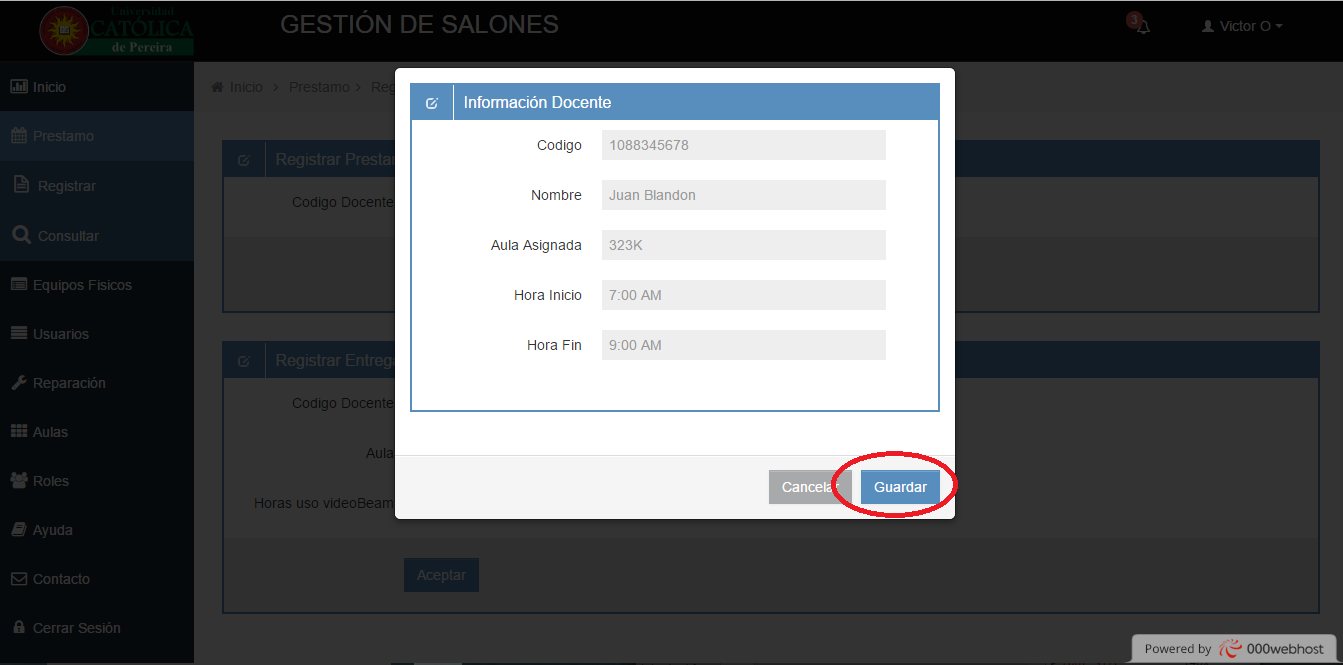 Universidad
CATÓLICA
de Pereira
GESTIÓN DE SALONES
3
Victor O
Inicio
Prestamo
Registrar
Consultar
Equipos Fisicos
Usuarios
Reparación
Aulas
Roles
Ayuda
Contacto
Cerrar Sesión
Inicio > Prestamo > Reg
Registrar Prestar
Codigo Docente
Registrar Entreg
Codigo Docente
Aula
Horas uso videoBeam
Aceptar
Información Docente
Codigo 1088345678
Nombre Juan Blandon
Aula Asignada 323K
Hora Inicio 7:00 AM
Hora Fin 9:00 AM
Cancelar Guardar
Powered by 000webhost